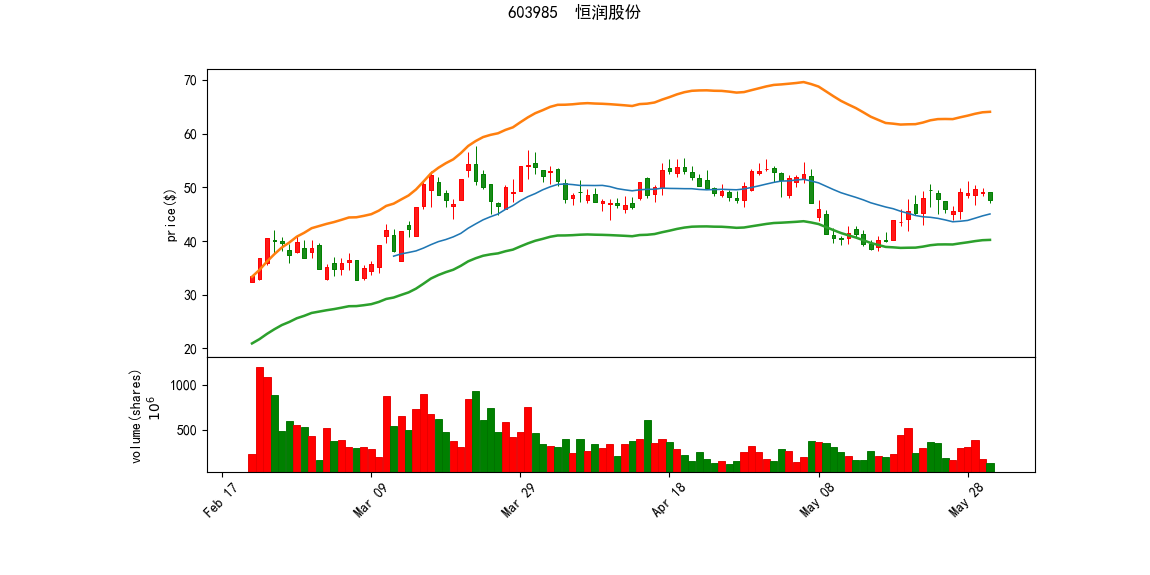 603985 恒润股份
price($)
70
60
50
40
30
20
volume(shares)
10^6
1000
500
Feb 17
Mar 09
Mar 29
Apr 18
May 08
May 28